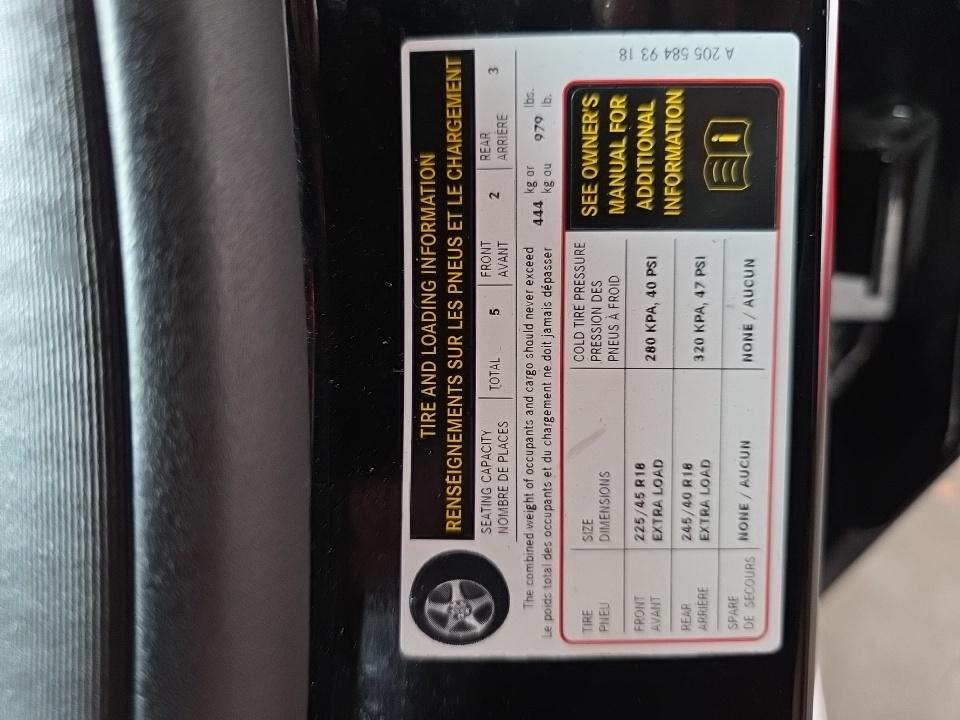 TIRE AND LOADING INFORMATION
RENSEIGNEMENTS SUR LES PNEUS ET LE CHARGEMENT
SEATING CAPACITY TOTAL 5 FRONT 2 REAR 3
NOMBRE DE PLACES AVANT ARRIÈRE
The combined weight of occupants and cargo should never exceed 444 kg or 979 lbs.
Le poids total des occupants et du chargement ne doit jamais dépasser kg ou lb.
TIRE SIZE COLD TIRE PRESSURE
PNEU DIMENSIONS PRESSION DES
PNEUS À FROID
FRONT 225/45 R18 280 KPA, 40 PSI
AVANT EXTRA LOAD
REAR 245/40 R18 320 KPA, 47 PSI
ARRIÈRE EXTRA LOAD
SPARE NONE / AUCUN NONE / AUCUN
DE SECOURS
SEE OWNER'S
MANUAL FOR
ADDITIONAL
INFORMATION
i
A 205 584 93 18